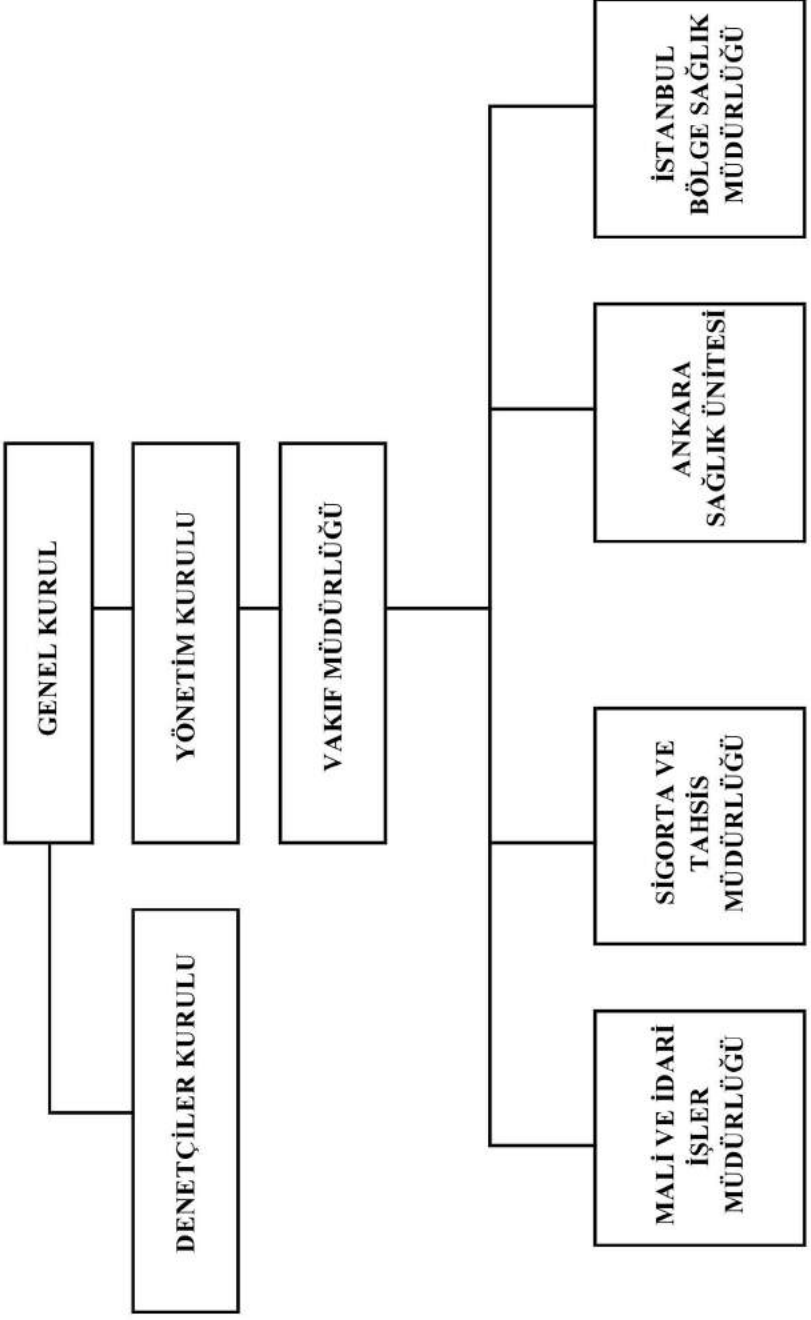 GENEL KURUL
DENETÇİLER KURULU
YÖNETİM KURULU
VAKIF MÜDÜRLÜĞÜ
MALİ VE İDARİ
İŞLER
MÜDÜRLÜĞÜ
SİGORTA VE
TAHSİS
MÜDÜRLÜĞÜ
ANKARA
SAĞLIK ÜNİTESİ
İSTANBUL
BÖLGE SAĞLIK
MÜDÜRLÜĞÜ